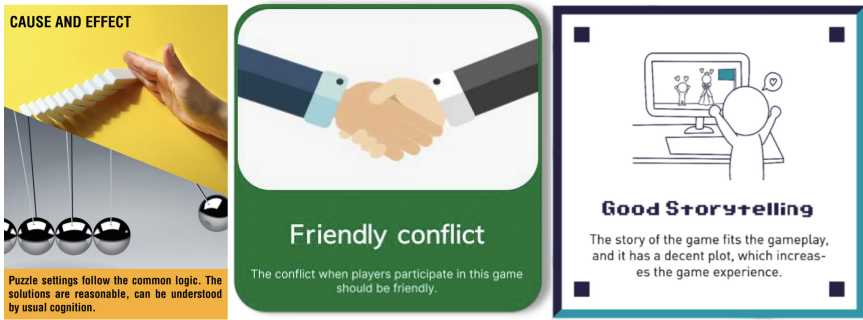 CAUSE AND EFFECT
Puzzle settings follow the common logic. The
solutions are reasonable, can be understood
by usual cognition.
Friendly conflict
The conflict when players participate in this game
should be friendly.
Good Storytelling
The story of the game fits the gameplay,
and it has a decent plot, which increas-
es the game experience.